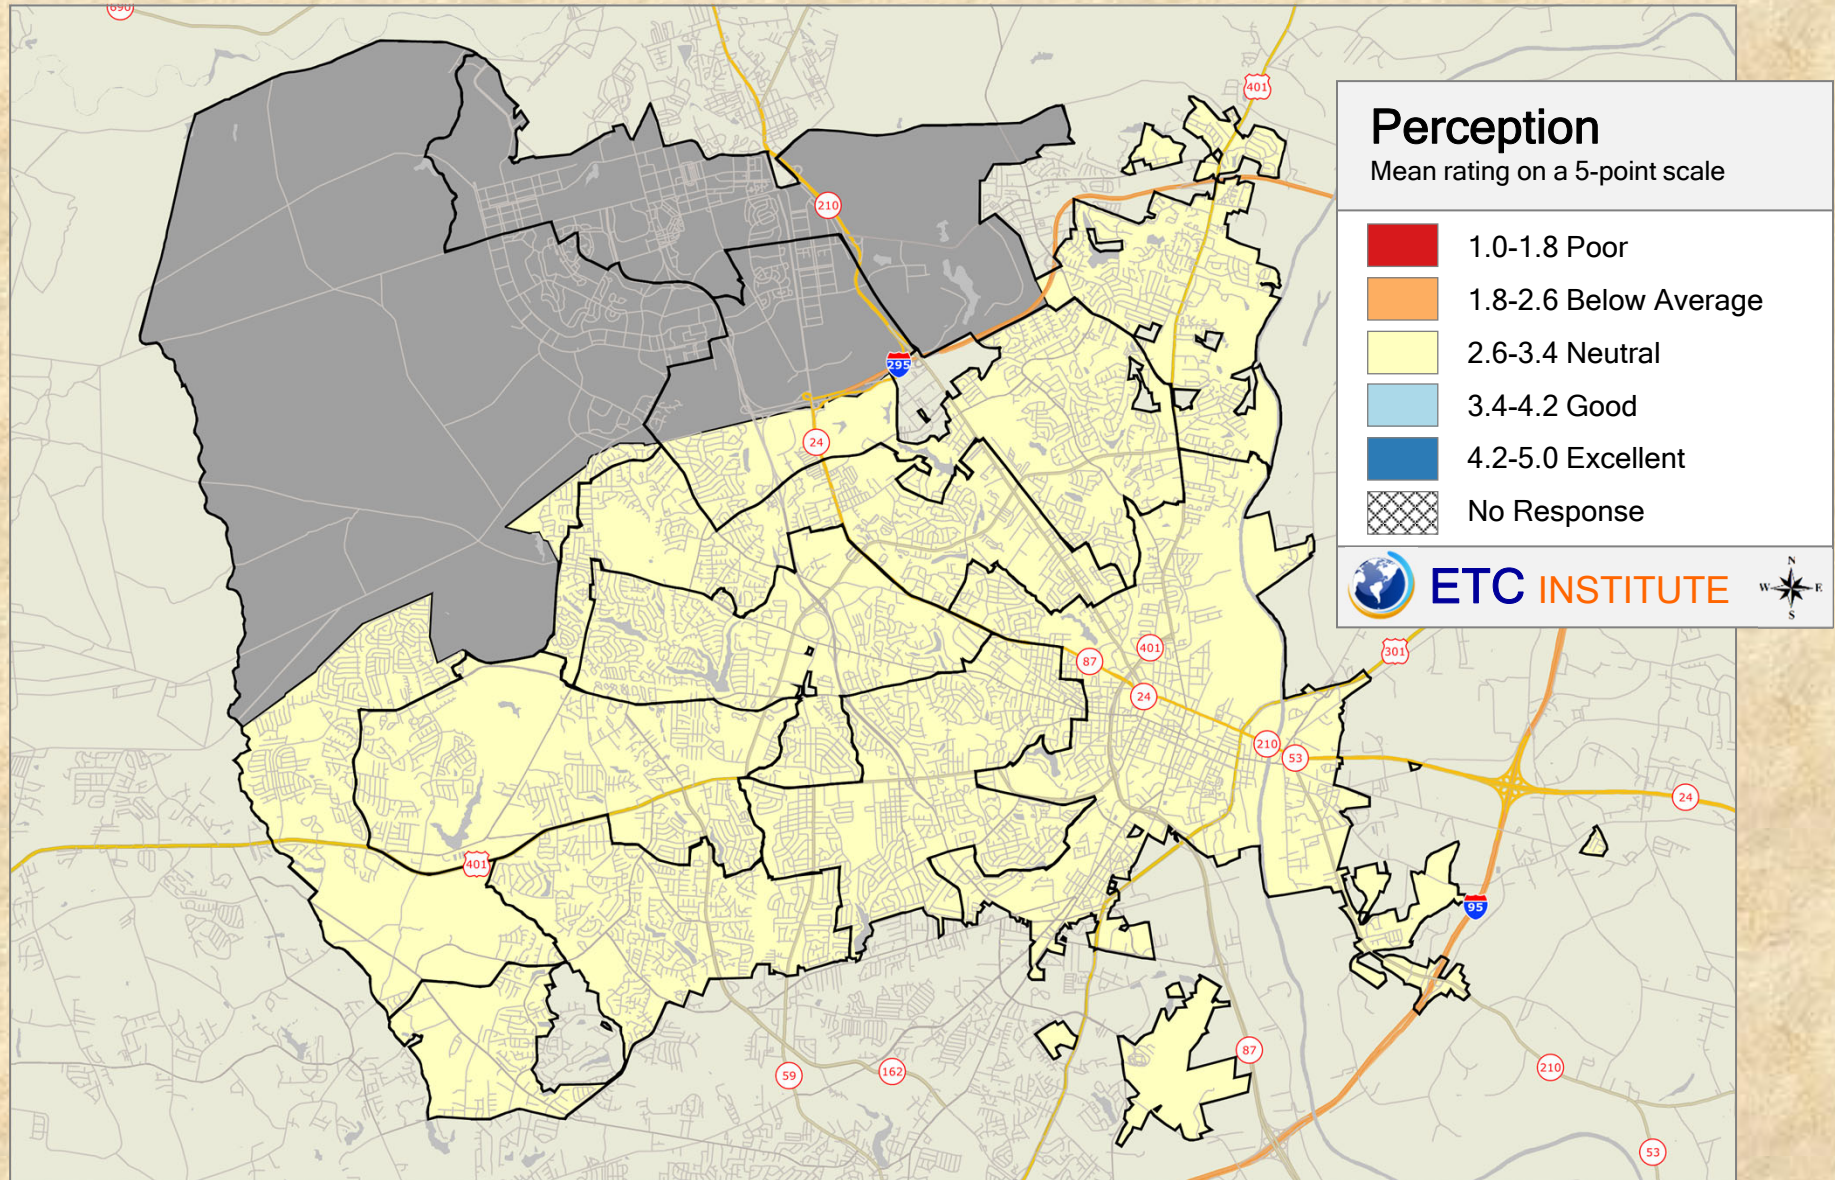 690
401
Perception
Mean rating on a 5-point scale
210
1.0-1.8 Poor
1.8-2.6 Below Average
295
2.6-3.4 Neutral
3.4-4.2 Good
24
4.2-5.0 Excellent
No Response
ETC INSTITUTE
N
W E
S
401
87
301
24
210
53
24
401
95
87
59
162
210
53